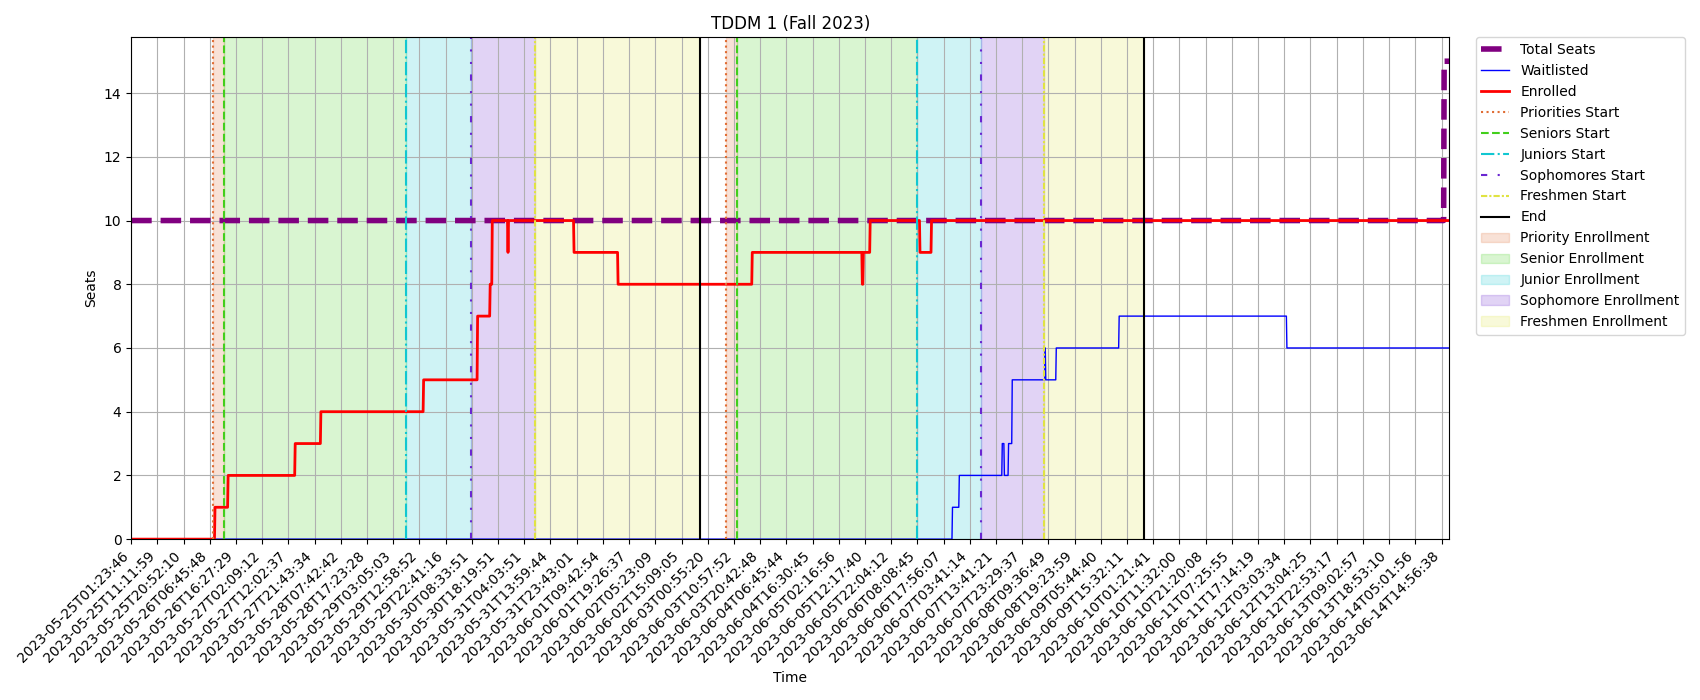 TDDM 1 (Fall 2023)
Total Seats
Waitlisted
Enrolled
Priorities Start
Seniors Start
Juniors Start
Sophomores Start
Freshmen Start
End
Priority Enrollment
Senior Enrollment
Junior Enrollment
Sophomore Enrollment
Freshmen Enrollment
Seats
14
12
10
8
6
4
2
0
2023-05-25T01:23:46
2023-05-25T11:11:59
2023-05-25T20:52:10
2023-05-26T06:45:48
2023-05-26T16:27:29
2023-05-27T02:09:12
2023-05-27T12:02:37
2023-05-27T21:43:34
2023-05-28T07:42:42
2023-05-28T17:23:28
2023-05-29T03:05:03
2023-05-29T12:58:52
2023-05-29T22:41:16
2023-05-30T08:33:51
2023-05-30T18:19:51
2023-05-31T04:03:51
2023-05-31T13:59:44
2023-05-31T23:43:01
2023-06-01T09:42:54
2023-06-01T19:26:37
2023-06-02T05:23:09
2023-06-02T15:09:05
2023-06-03T00:55:20
2023-06-03T10:57:52
2023-06-03T20:42:48
2023-06-04T06:45:44
2023-06-04T16:30:45
2023-06-05T02:16:56
2023-06-05T12:17:40
2023-06-05T22:04:12
2023-06-06T08:08:45
2023-06-06T17:56:07
2023-06-07T03:41:14
2023-06-07T13:41:21
2023-06-07T23:29:37
2023-06-08T09:36:49
2023-06-08T19:23:59
2023-06-09T05:44:40
2023-06-09T15:32:11
2023-06-10T01:21:41
2023-06-10T11:32:00
2023-06-10T21:20:08
2023-06-11T07:25:55
2023-06-11T17:14:19
2023-06-12T03:03:34
2023-06-12T13:04:25
2023-06-12T22:53:17
2023-06-13T09:02:57
2023-06-13T18:53:10
2023-06-14T05:01:56
2023-06-14T14:56:38
Time